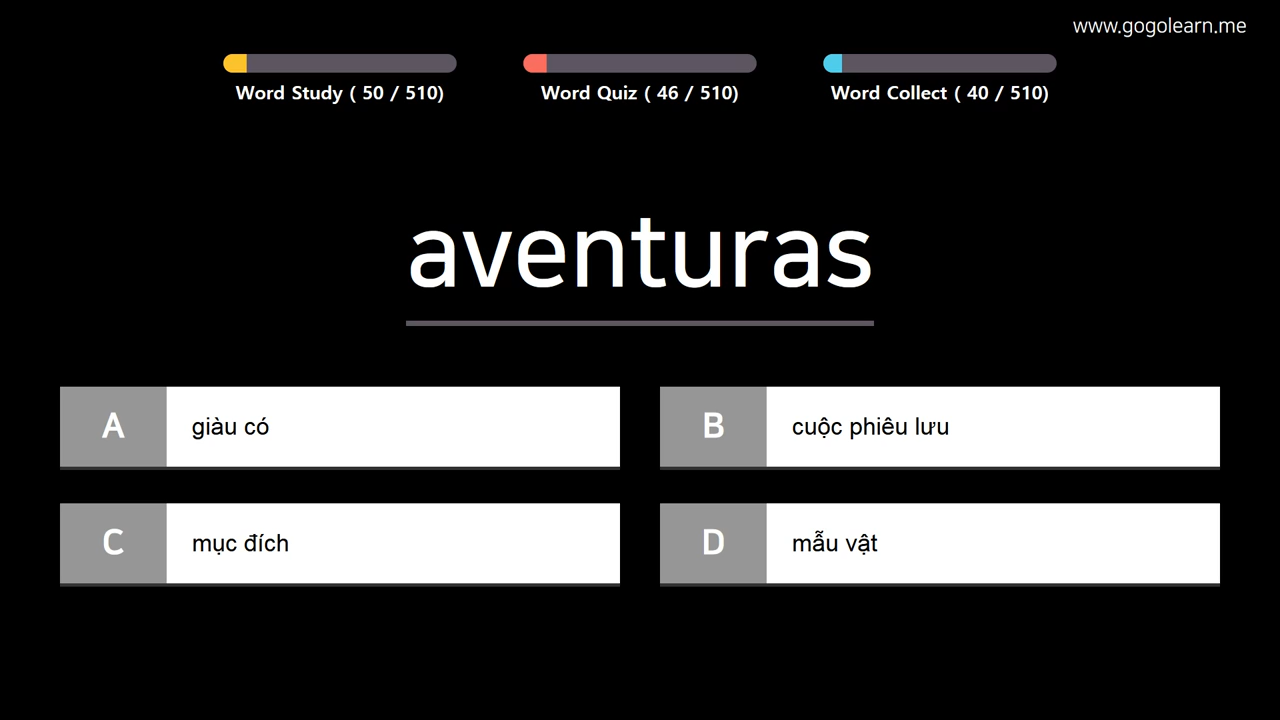 www.gogolearn.me
Word Study ( 50 / 510)
Word Quiz ( 46 / 510)
Word Collect ( 40 / 510)
aventuras
A giàu có
B cuộc phiêu lưu
C mục đích
D mẫu vật